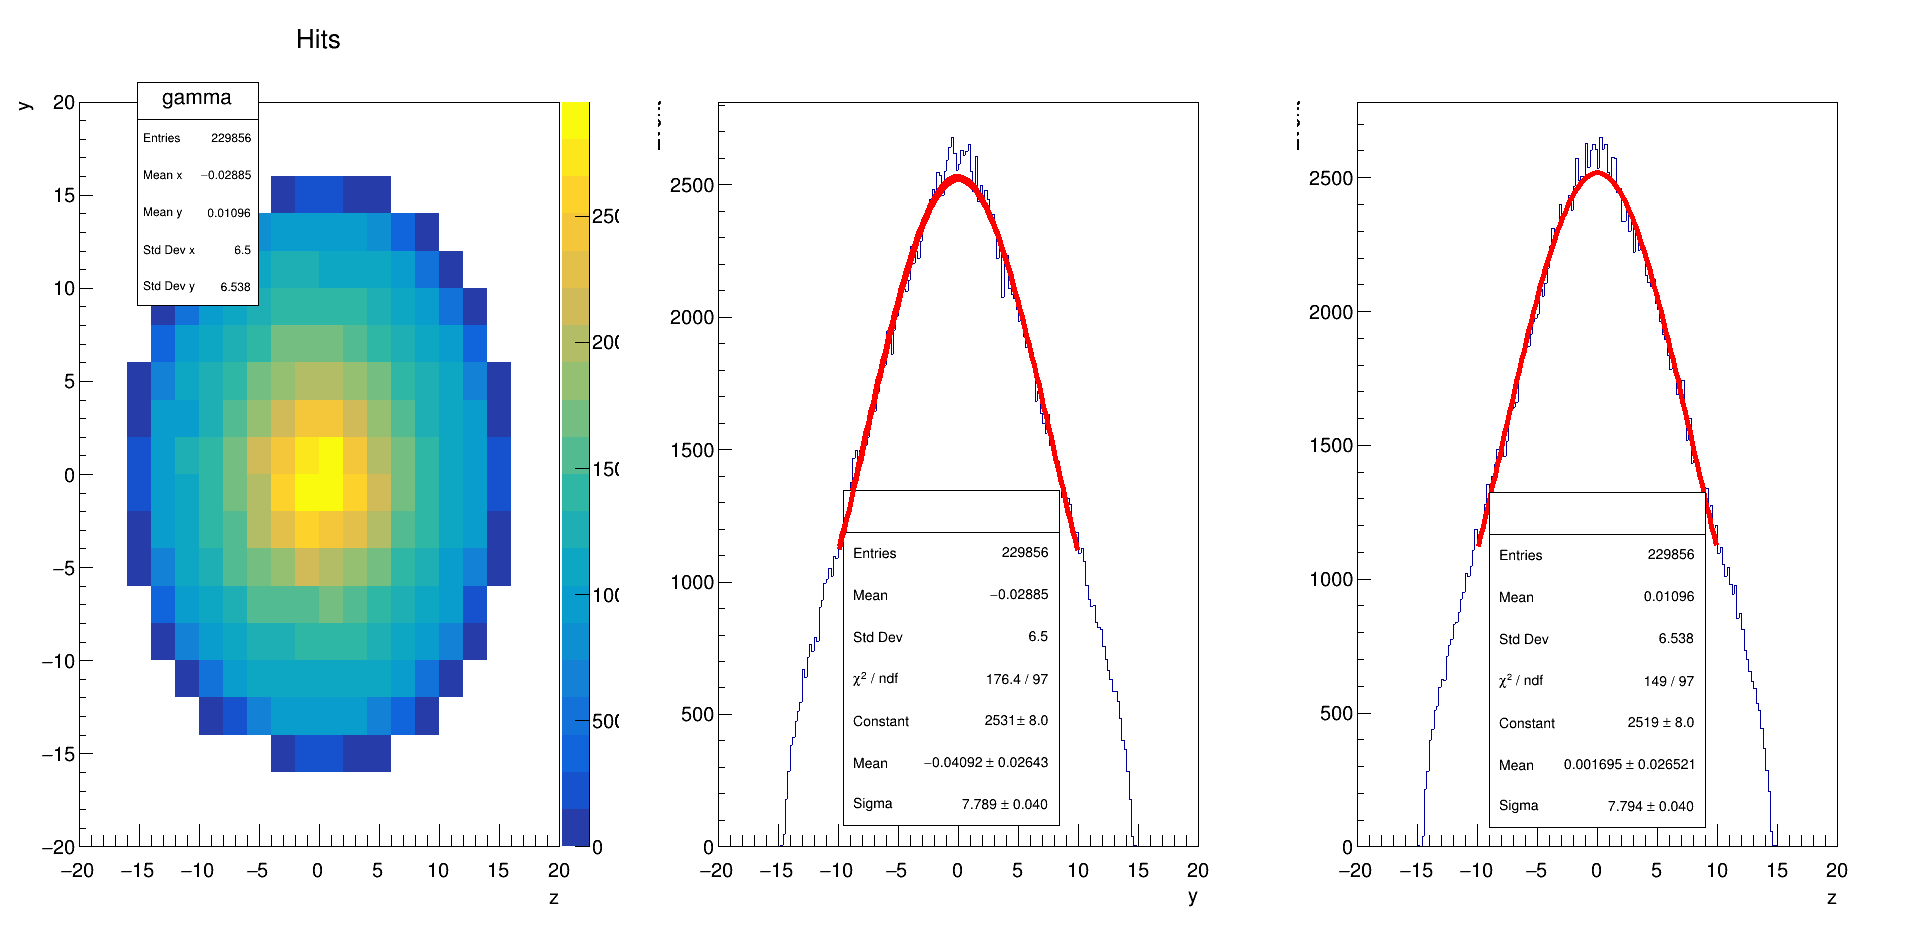 Hits
gamma
Entries 229856
Mean x −0.02885
Mean y 0.01096
Std Dev x 6.5
Std Dev y 6.538
y
20
15
10
5
0
−5
−10
−15
−20
−20 −15 −10 −5 0 5 10 15 20
z
0
2500
2000
1500
1000
500
0
Entries 229856
Mean −0.02885
Std Dev 6.5
χ² / ndf 176.4 / 97
Constant 2531 ± 8.0
Mean −0.04092 ± 0.02643
Sigma 7.789 ± 0.040
−20 −15 −10 −5 0 5 10 15 20
y
2500
2000
1500
1000
500
0
Entries 229856
Mean 0.01096
Std Dev 6.538
χ² / ndf 149 / 97
Constant 2519 ± 8.0
Mean 0.001695 ± 0.026521
Sigma 7.794 ± 0.040
−20 −15 −10 −5 0 5 10 15 20
z